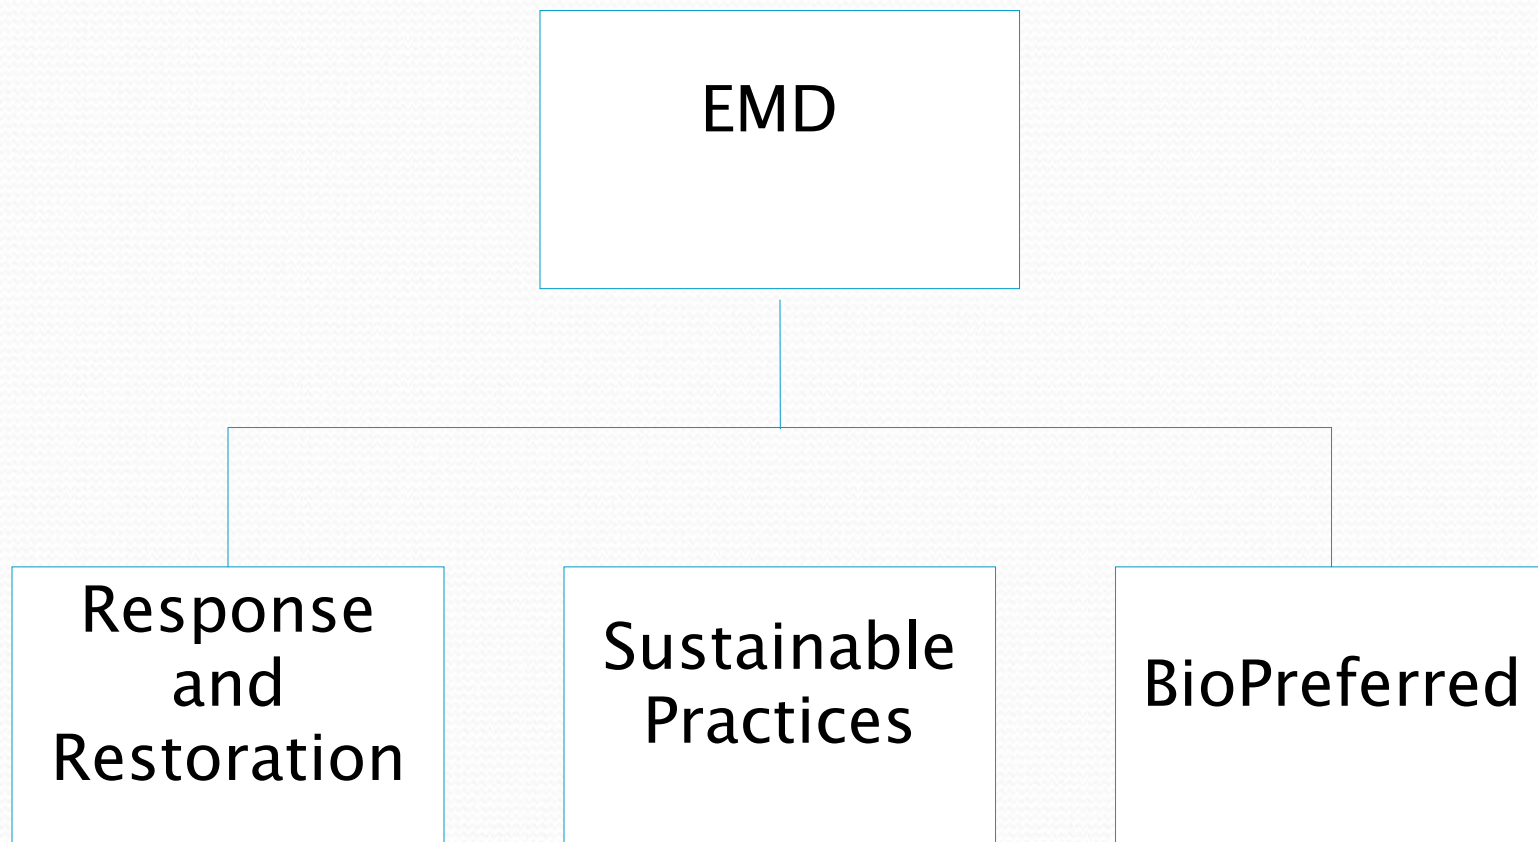 EMD
Response
and
Restoration
Sustainable
Practices
BioPreferred